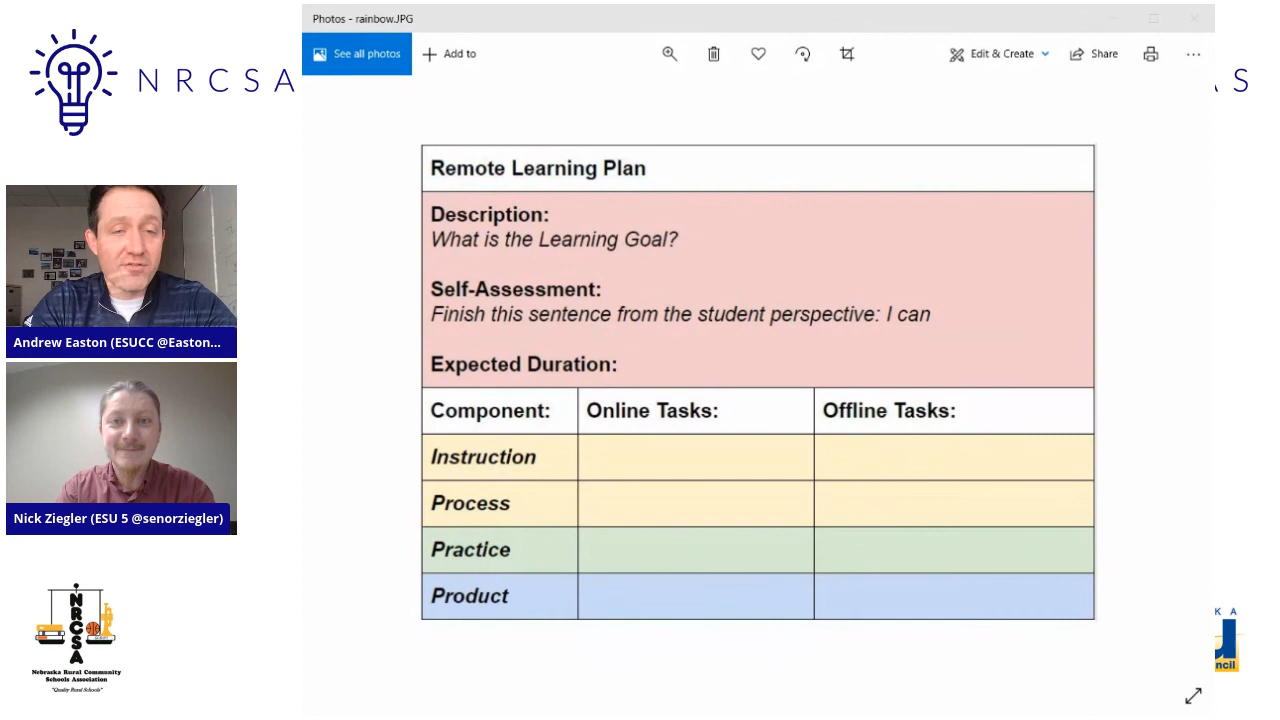 Photos - rainbow.JPG
See all photos
Add to
Edit & Create
Share
NRCSA
AS
Andrew Easton (ESUCC @Easton...
Nick Ziegler (ESU 5 @senorziegler)
Remote Learning Plan
Description:
What is the Learning Goal?
Self-Assessment:
Finish this sentence from the student perspective: I can
Expected Duration:
Component: Online Tasks: Offline Tasks:
Instruction
Process
Practice
Product
NRCSA
Nebraska Rural Community
Schools Association
"Quality Rural Schools"
KA
ncil